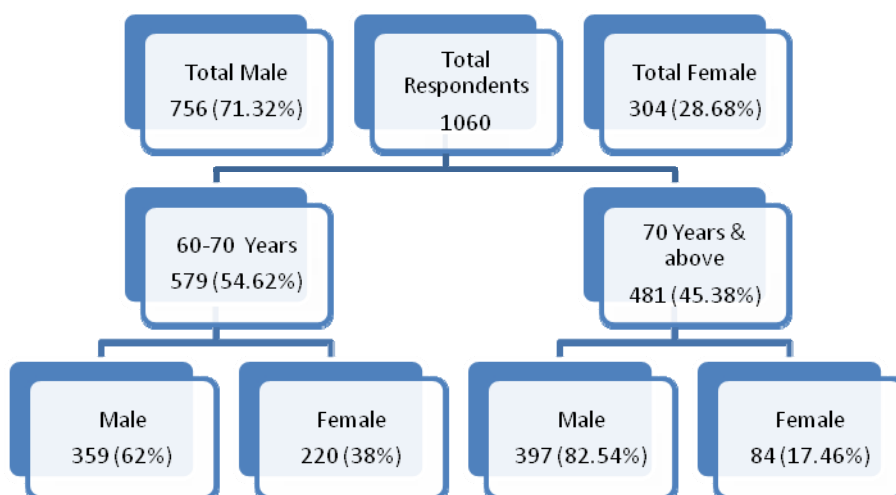 Total Male
756 (71.32%)
Total
Respondents
1060
Total Female
304 (28.68%)
60-70 Years
579 (54.62%)
70 Years &
above
481 (45.38%)
Male
359 (62%)
Female
220 (38%)
Male
397 (82.54%)
Female
84 (17.46%)